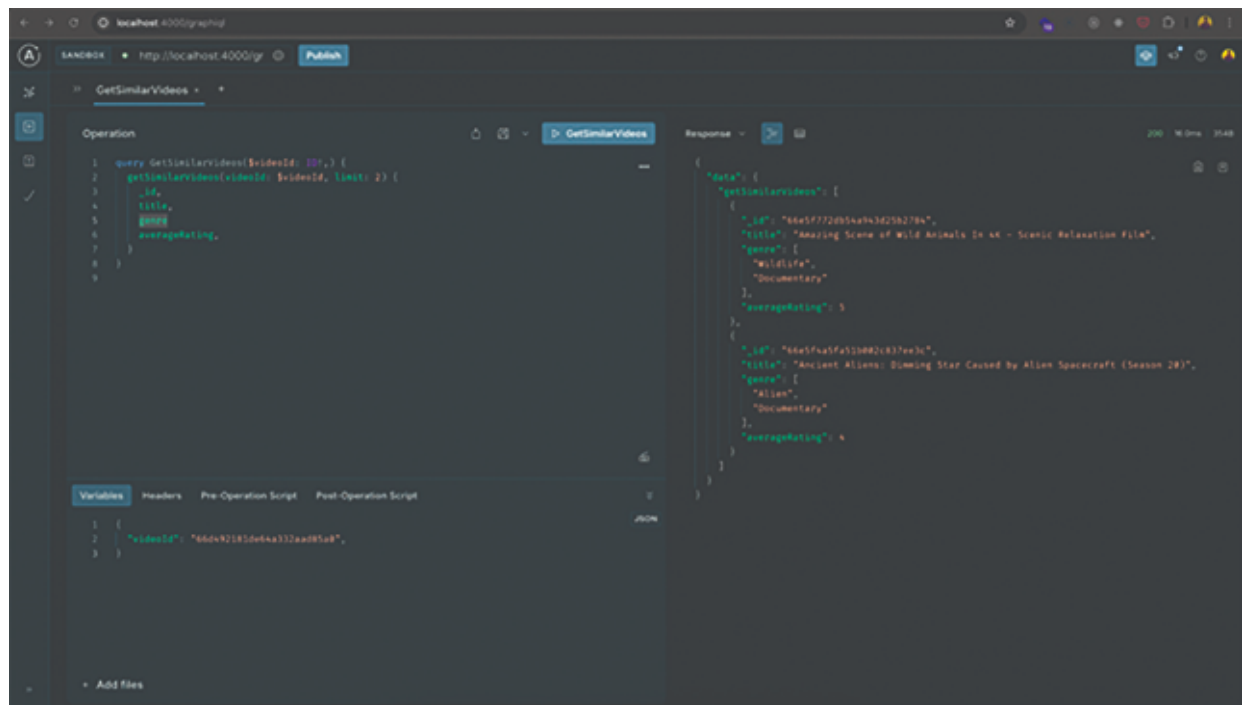 localhost:4000/graphiql
SANDBOX http://localhost:4000/gr Publish
GetSimilarVideos
Operation
GetSimilarVideos
1 query GetSimilarVideos($videoId: ID!,) {
2 getSimilarVideos(videoId: $videoId, limit: 2) {
3 _id,
4 title,
5 genre
6 averageRating,
7 }
8 }
9
Variables Headers Pre-Operation Script Post-Operation Script
JSON
1 {
2 "videoId":
3 }
+ Add files
Response
200
{
"data": {
"getSimilarVideos": [
{
"_id":
"title": "Amazing Scene of Wild Animals In 4K - Scenic Relaxation Film",
"genre": [
"Wildlife",
"Documentary"
],
"averageRating": 5
},
{
"_id":
"title": "Ancient Aliens: Dimming Star Caused by Alien Spacecraft (Season 20)",
"genre": [
"Alien",
"Documentary"
],
"averageRating": 4
}
]
}
}